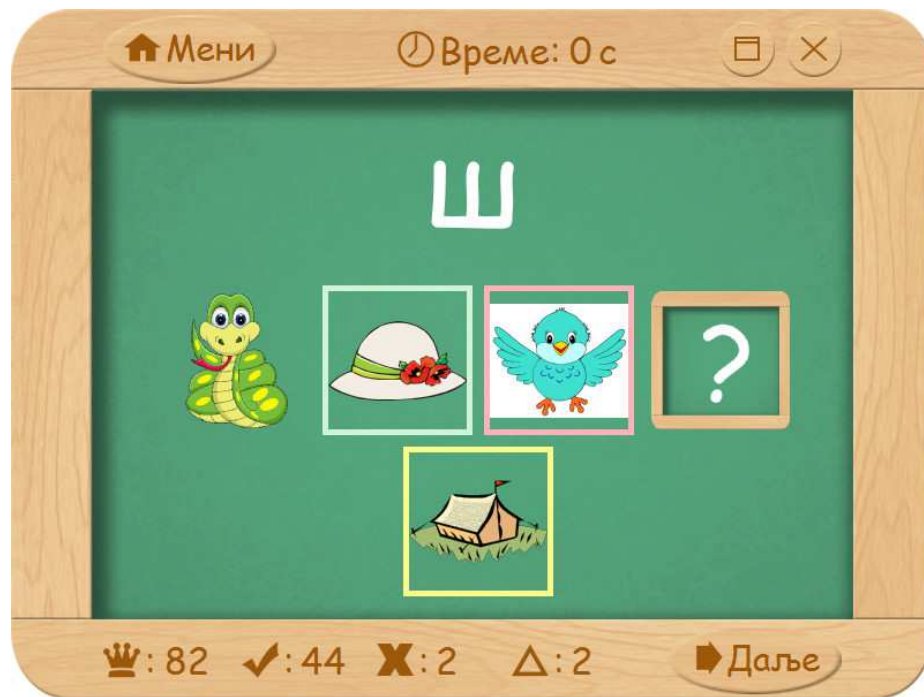 Мени
Време: 0 с
Ш
?
: 82
: 44
X : 2
: 2
Даље